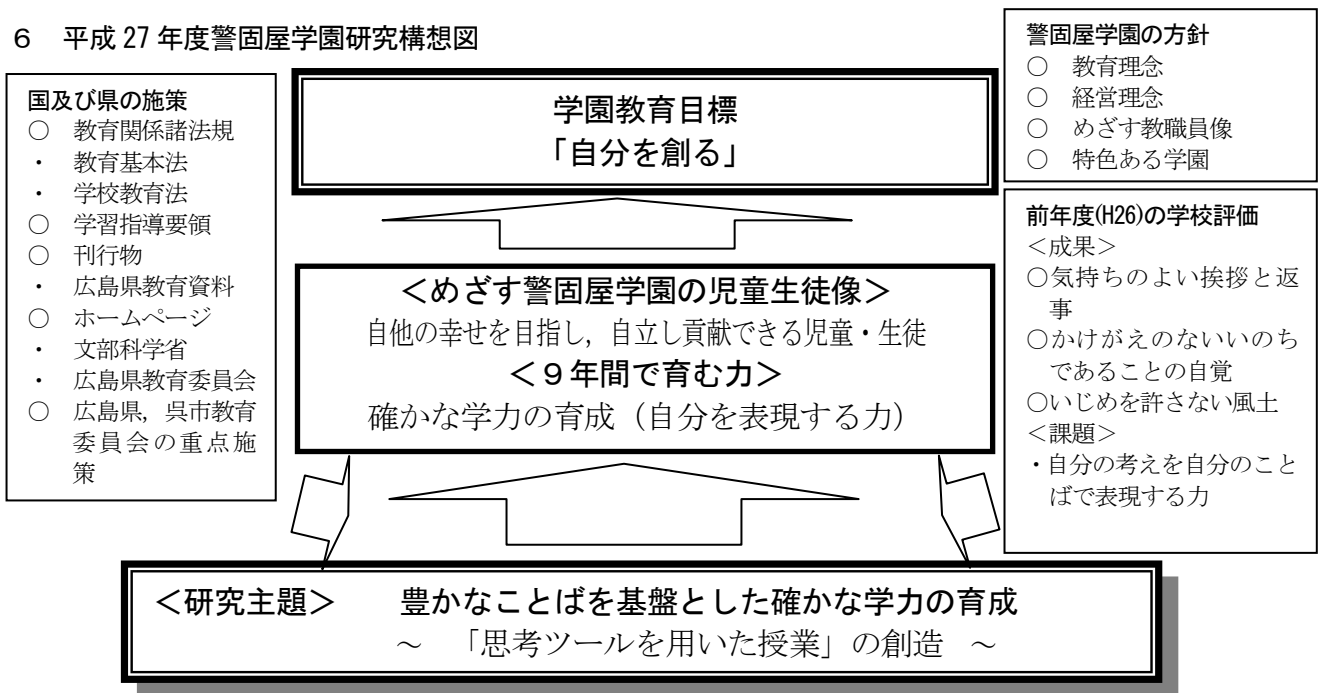 ６　平成27年度警固屋学園研究構想図
国及び県の施策
○　教育関係諸法規
・　教育基本法
・　学校教育法
○　学習指導要領
○　刊行物
・　広島県教育資料
○　ホームページ
・　文部科学省
・　広島県教育委員会
○　広島県，呉市教育
委員会の重点施
策
学園教育目標
「自分を創る」
警固屋学園の方針
○　教育理念
○　経営理念
○　めざす教職員像
○　特色ある学園
＜めざす警固屋学園の児童生徒像＞
自他の幸せを目指し，自立し貢献できる児童・生徒
＜９年間で育む力＞
確かな学力の育成（自分を表現する力）
前年度(H26)の学校評価
＜成果＞
○気持ちのよい挨拶と返
事
○かけがえのないいのち
であることの自覚
○いじめを許さない風土
＜課題＞
・自分の考えを自分のこと
ばで表現する力
＜研究主題＞　　豊かなことばを基盤とした確かな学力の育成
～　「思考ツールを用いた授業」の創造　～